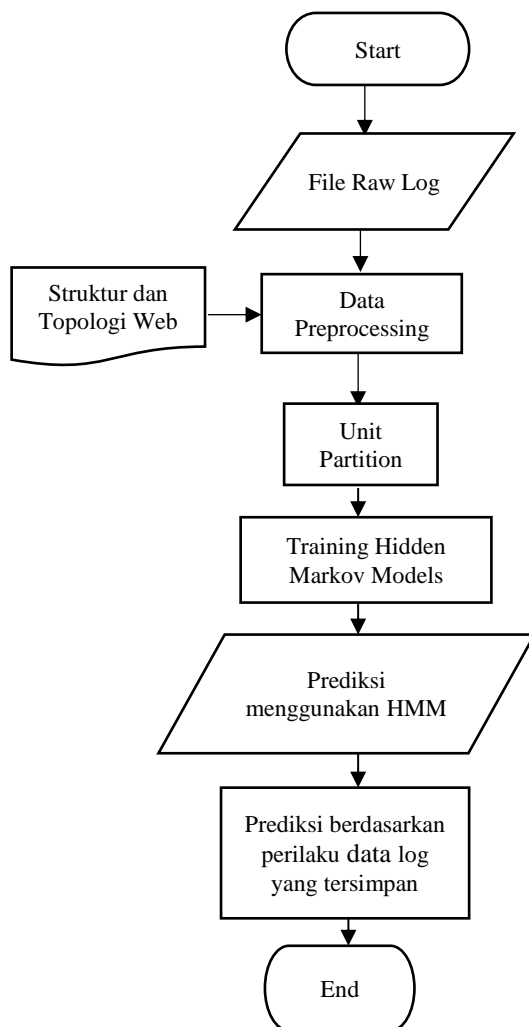 Start
File Raw Log
Struktur dan
Topologi Web
Data
Preprocessing
Unit
Partition
Training Hidden
Markov Models
Prediksi
menggunakan HMM
Prediksi berdasarkan
perilaku data log
yang tersimpan
End